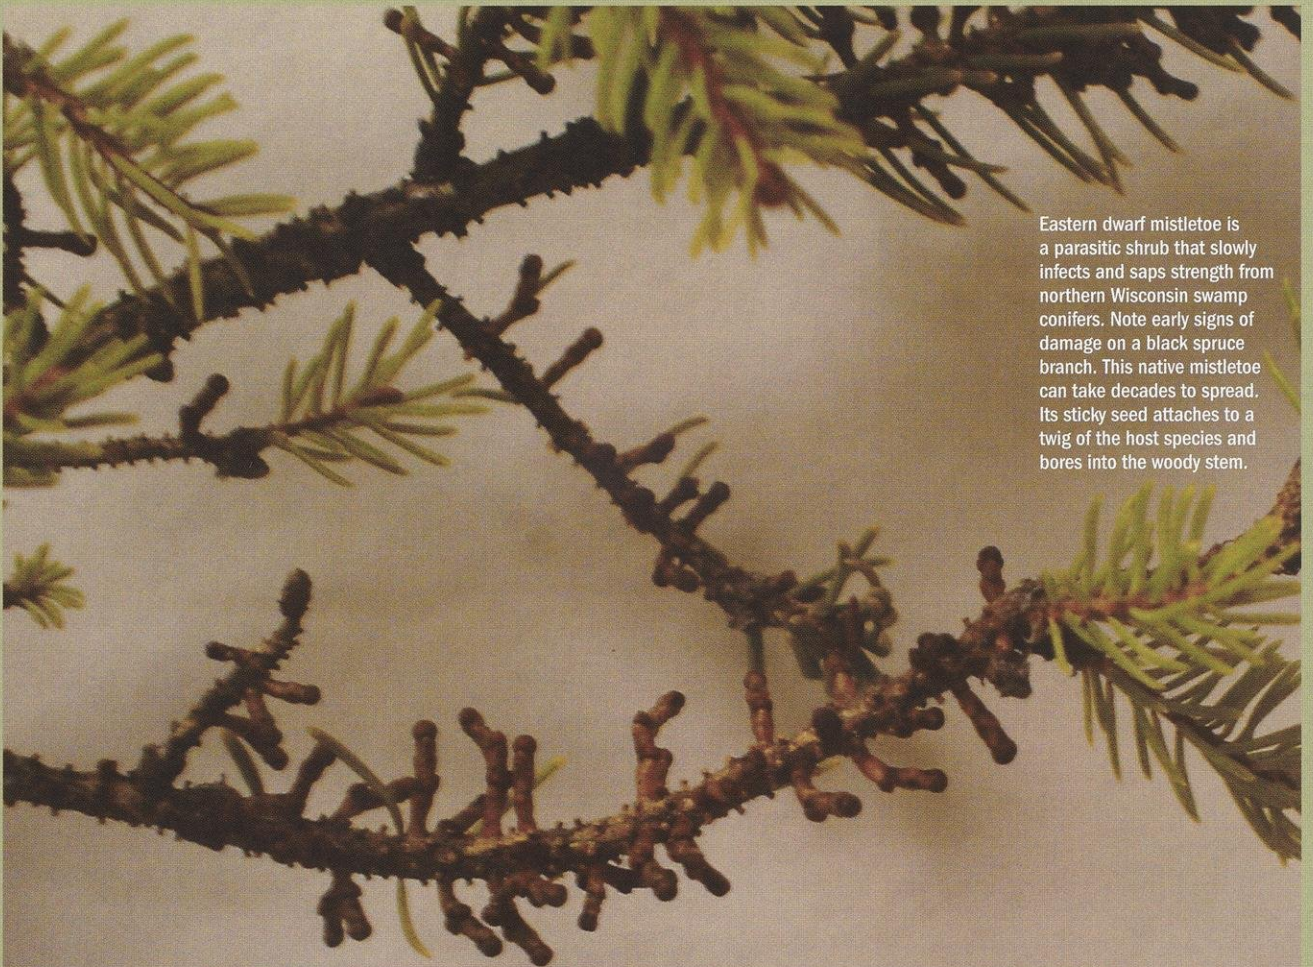 Eastern dwarf mistletoe is
a parasitic shrub that slowly
infects and saps strength from
northern Wisconsin swamp
conifers. Note early signs of
damage on a black spruce
branch. This native mistletoe
can take decades to spread.
Its sticky seed attaches to a
twig of the host species and
bores into the woody stem.